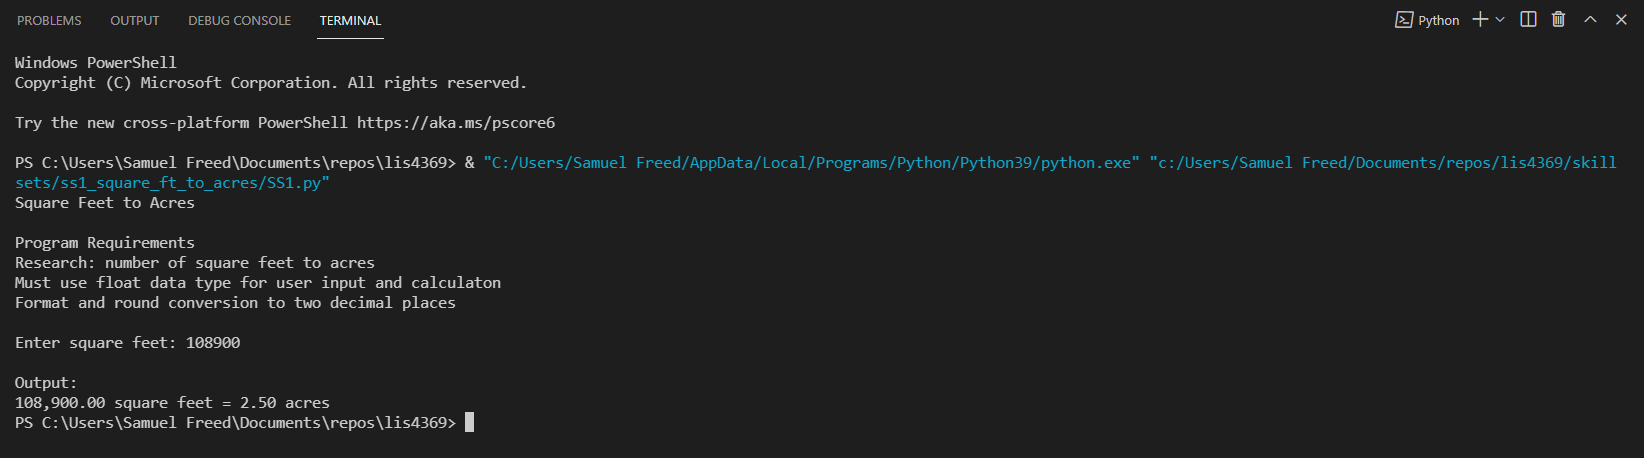 PROBLEMS OUTPUT DEBUG CONSOLE TERMINAL Python
Windows PowerShell
Copyright (C) Microsoft Corporation. All rights reserved.
Try the new cross-platform PowerShell https://aka.ms/pscore6
PS C:\Users\Samuel Freed\Documents\repos\lis4369> & "C:/Users/Samuel Freed/AppData/Local/Programs/Python/Python39/python.exe" "c:/Users/Samuel Freed/Documents/repos/lis4369/skill
sets/ss1_square_ft_to_acres/SS1.py"
Square Feet to Acres
Program Requirements
Research: number of square feet to acres
Must use float data type for user input and calculaton
Format and round conversion to two decimal places
Enter square feet: 108900
Output:
108,900.00 square feet = 2.50 acres
PS C:\Users\Samuel Freed\Documents\repos\lis4369>